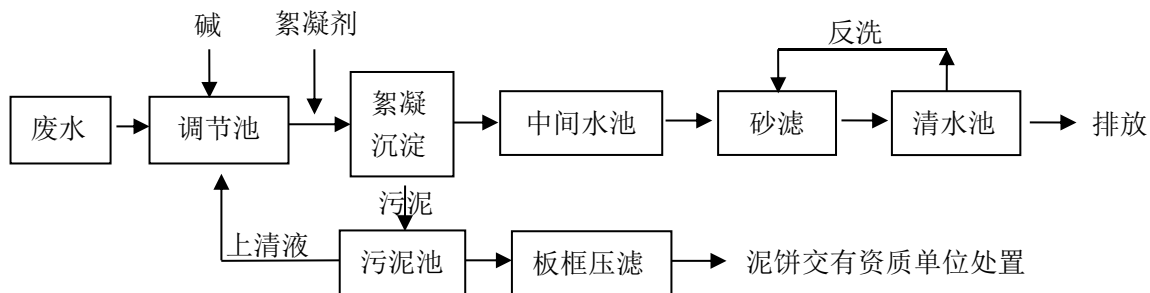 碱
絮凝剂
反洗
废水
调节池
絮凝
沉淀
中间水池
砂滤
清水池
排放
污泥
上清液
污泥池
板框压滤
泥饼交有资质单位处置